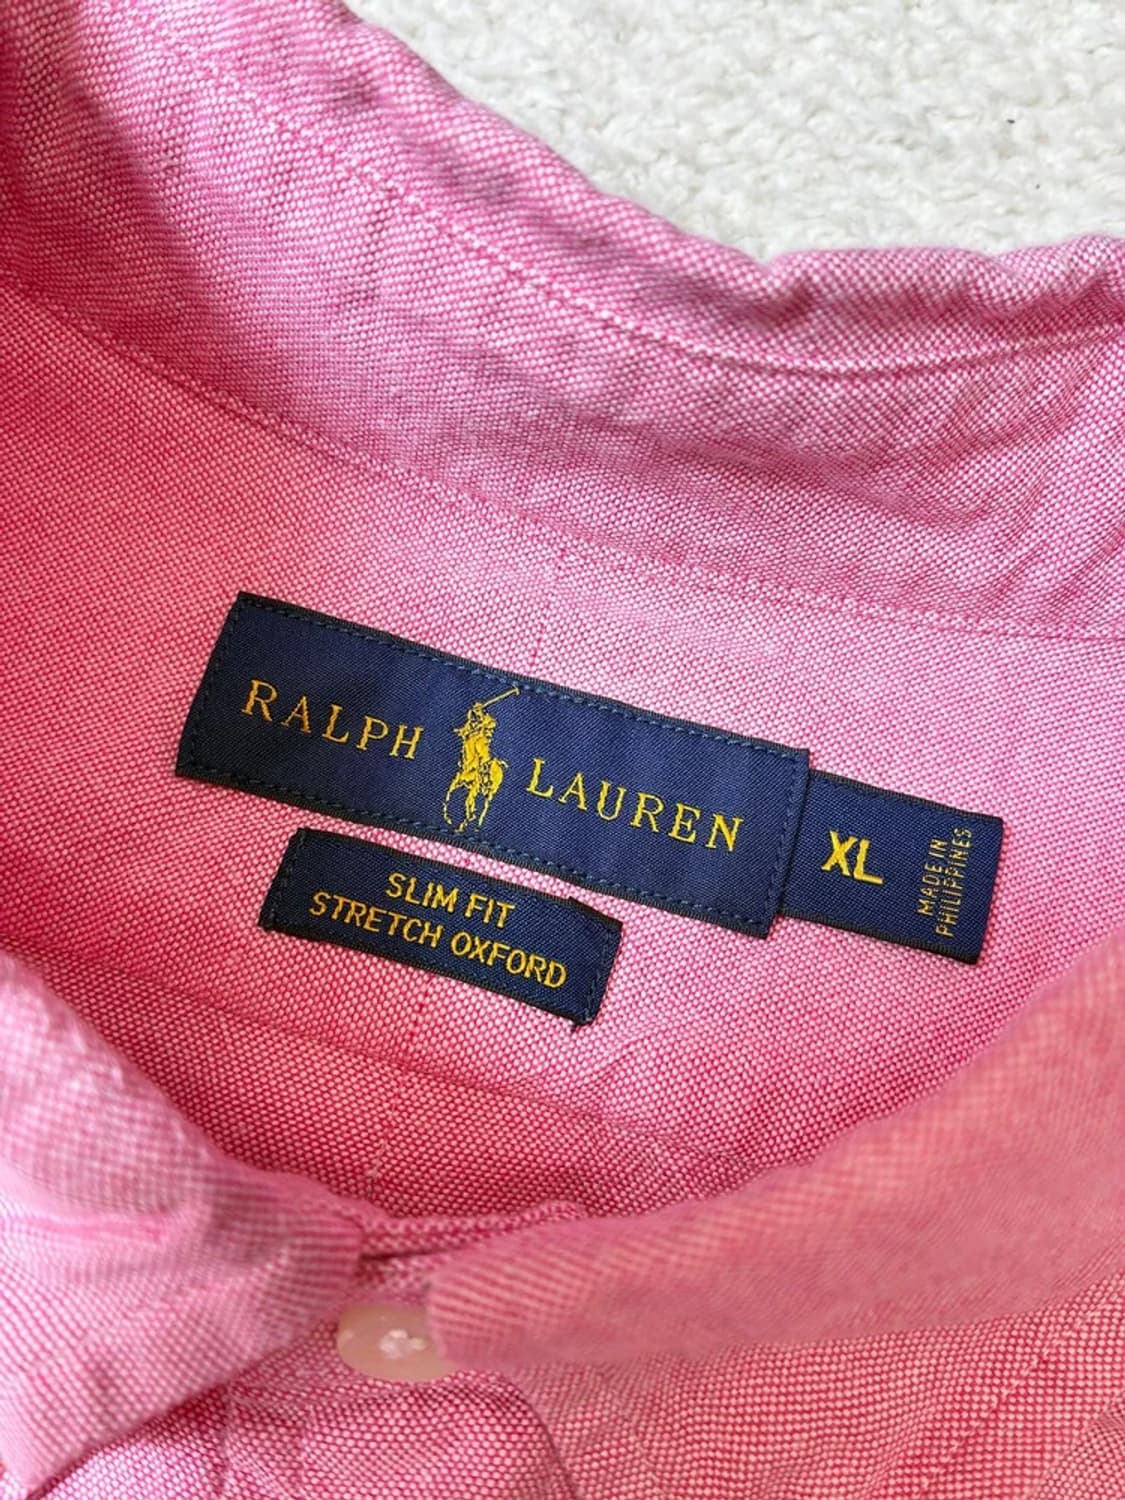 RALPH LAUREN
XL
MADE IN
PHILIPPINES
SLIM FIT
STRETCH OXFORD